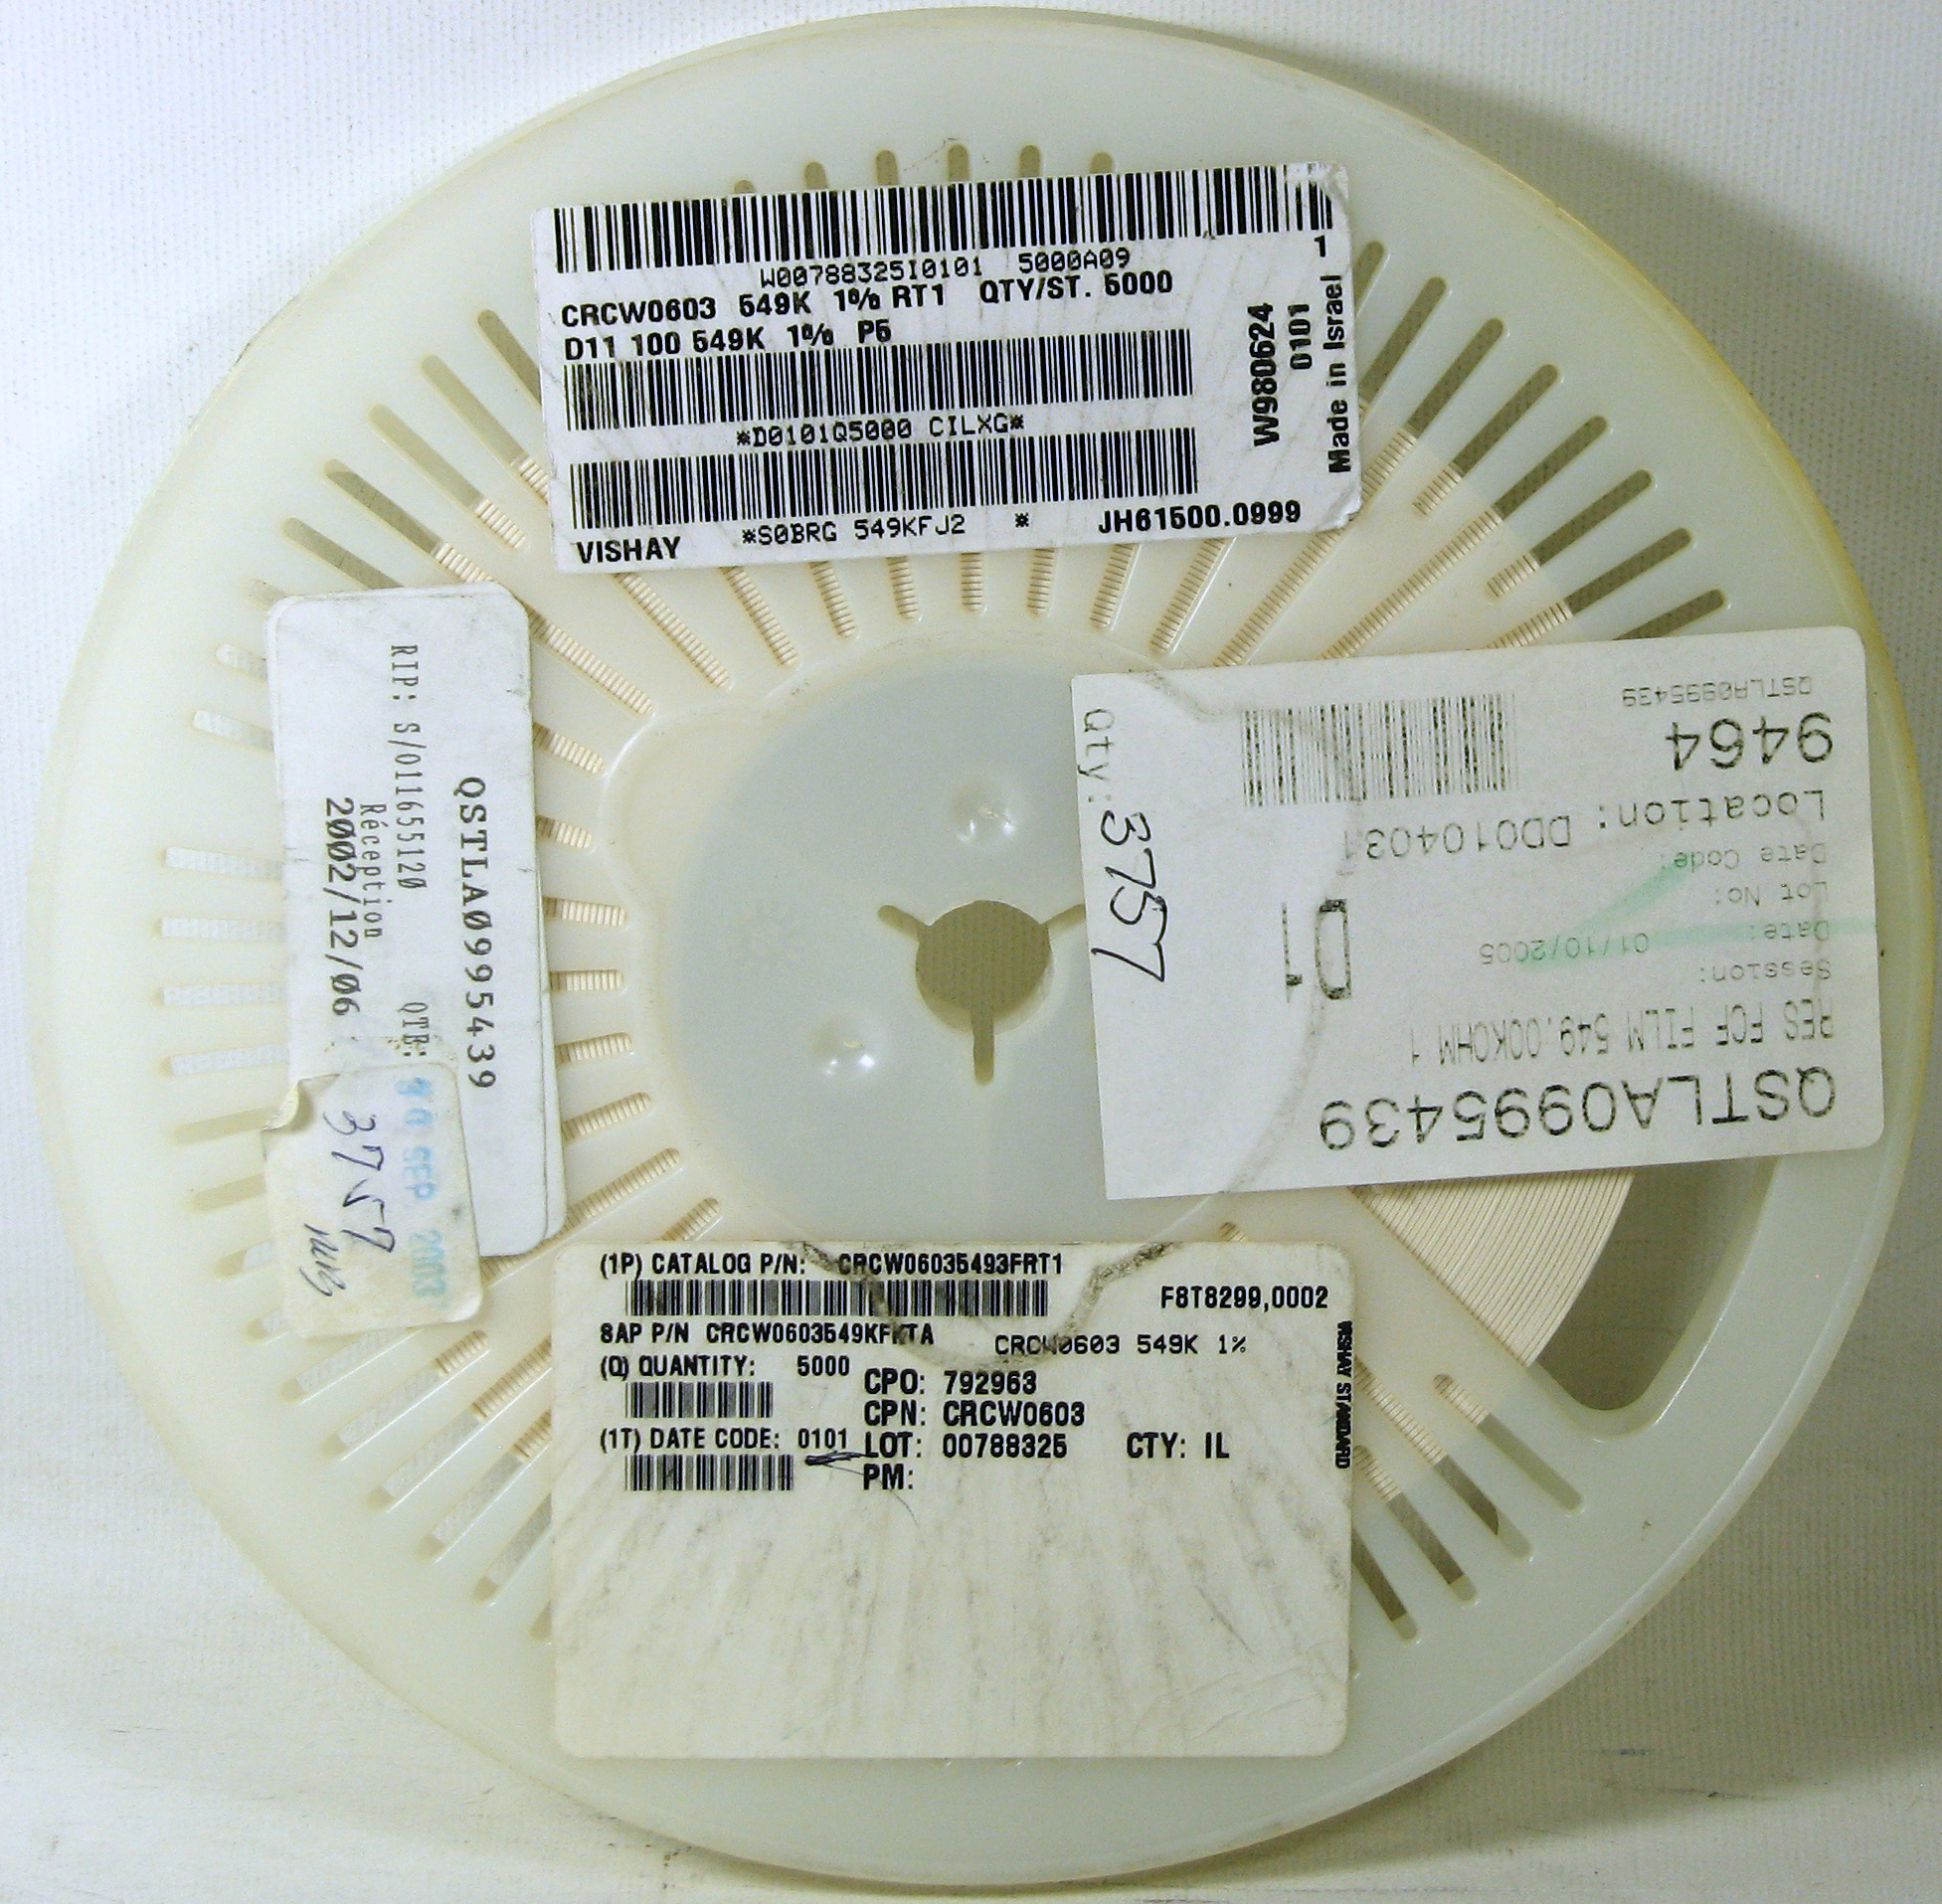 W00788325I0101 5000A09
CRCW0603 549K 1% RT1 QTY/ST. 5000
D11 100 549K 1% P5
*D0101Q5000 CILXG*
*S0BRG 549KFJ2 *
VISHAY
JH61500.0999
W980624
0101
Made in Israel
1
QSTLA0995439
RIP: S/011655120 QTE:
Réception
2002/12/06
SEP 2003
3757
QSTLA0995439
RES FCF FILM 549.00KOHM 1
Session:
Date: 01/10/2005
Lot No:
Date Code:
Location: DD0104031
9464
QSTLA0995439
D1
Qty: 3757
(1P) CATALOG P/N: CRCW06035493FRT1
F8T8299,0002
SAP P/N CRCW0603549KFKTA
CRCW0603 549K 1%
(Q) QUANTITY: 5000
CPO: 792963
CPN: CRCW0603
(1T) DATE CODE: 0101
LOT: 00788325 CTY: IL
PM:
VISHAY STANDARD